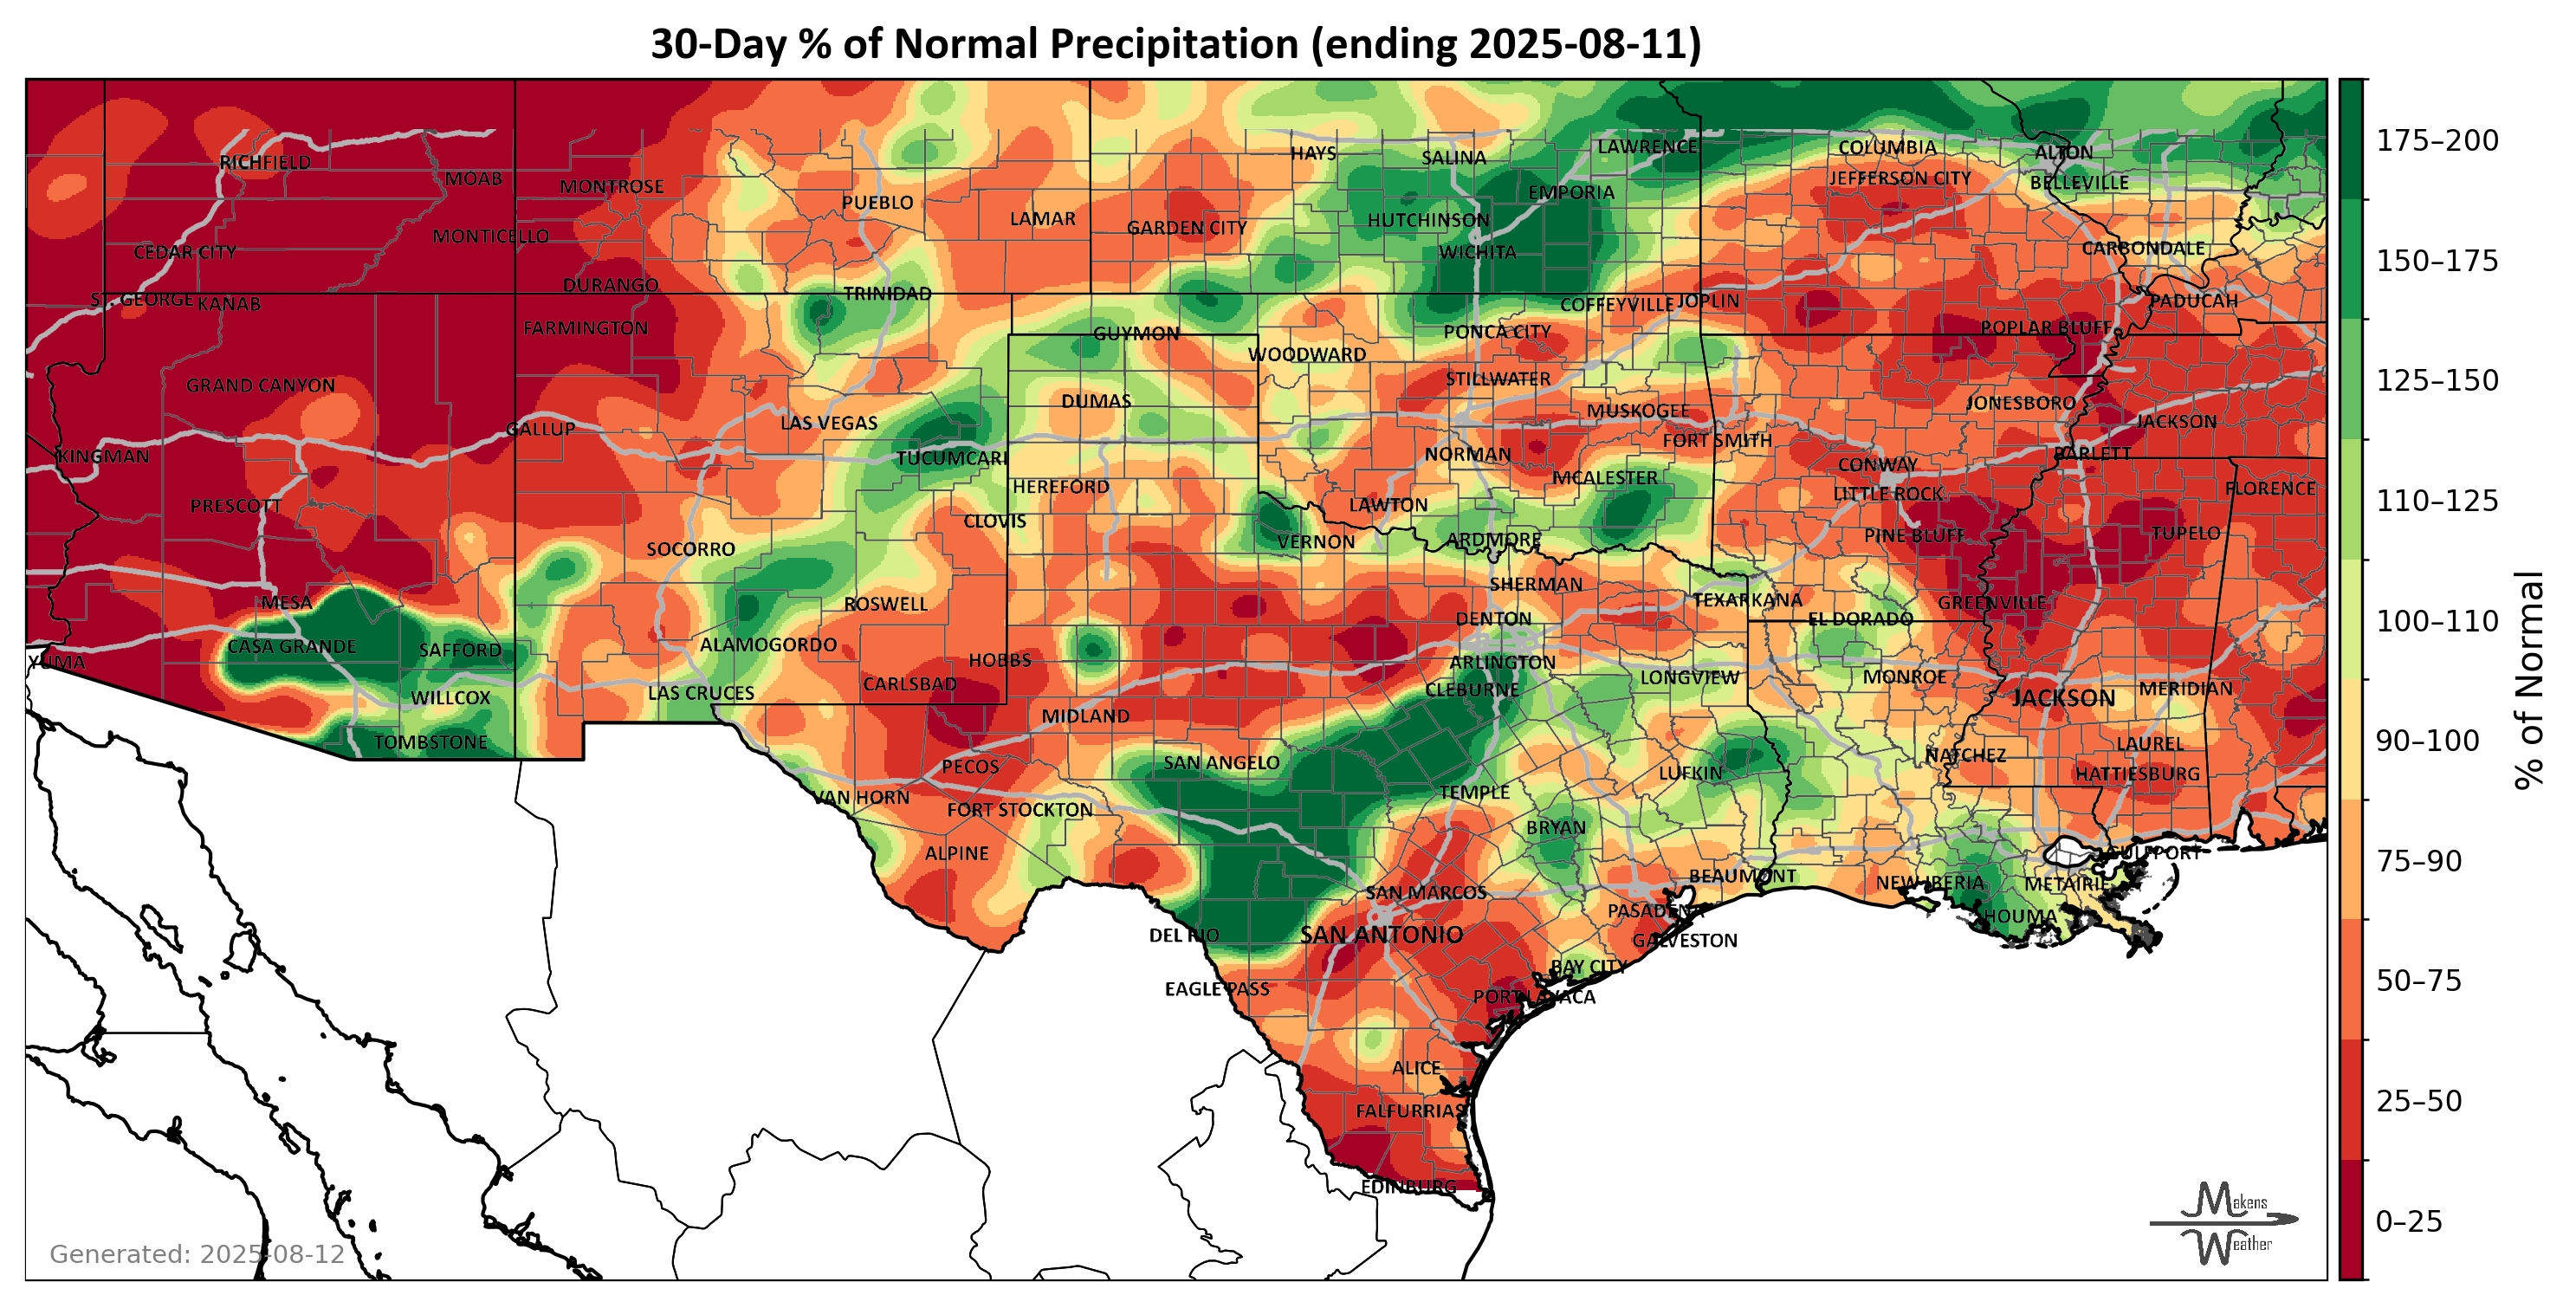 30-Day % of Normal Precipitation (ending 2025-08-11)
HAYS
SALINA
LAWRENCE
COLUMBIA
ALTON
RICHFIELD
MOAB
MONTROSE
PUEBLO
LAMAR
GARDEN CITY
HUTCHINSON
EMPORIA
JEFFERSON CITY
BELLEVILLE
CEDAR CITY
MONTICELLO
WICHITA
CARBONDALE
ST. GEORGE
KANAB
DURANGO
TRINIDAD
COFFEYVILLE
JOPLIN
PADUCAH
FARMINGTON
GUYMON
PONCA CITY
POPLAR BLUFF
WOODWARD
GRAND CANYON
STILLWATER
DUMAS
MUSKOGEE
JONESBORO
JACKSON
GALLUP
LAS VEGAS
FORT SMITH
KINGMAN
TUCUMCARI
NORMAN
CONWAY
BARLETT
HEREFORD
MCALESTER
LITTLE ROCK
FLORENCE
PRESCOTT
CLOVIS
LAWTON
PINE BLUFF
TUPELO
SOCORRO
VERNON
ARDMORE
MESA
ROSWELL
SHERMAN
TEXARKANA
GREENVILLE
CASA GRANDE
SAFFORD
ALAMOGORDO
DENTON
EL DORADO
YUMA
HOBBS
ARLINGTON
WILLCOX
LAS CRUCES
CARLSBAD
CLEBURNE
LONGVIEW
MONROE
JACKSON
MERIDIAN
TOMBSTONE
MIDLAND
PECOS
SAN ANGELO
LUFKIN
NATCHEZ
LAUREL
VAN HORN
FORT STOCKTON
TEMPLE
HATTIESBURG
ALPINE
BRYAN
GULFPORT
SAN MARCOS
BEAUMONT
NEW IBERIA
METAIRIE
DEL RIO
SAN ANTONIO
PASADENA
HOUMA
GALVESTON
EAGLE PASS
BAY CITY
PORT LAVACA
ALICE
FALFURRIAS
EDINBURG
Generated: 2025-08-12
Makens
Weather
175–200
150–175
125–150
110–125
100–110
90–100
75–90
50–75
25–50
0–25
% of Normal